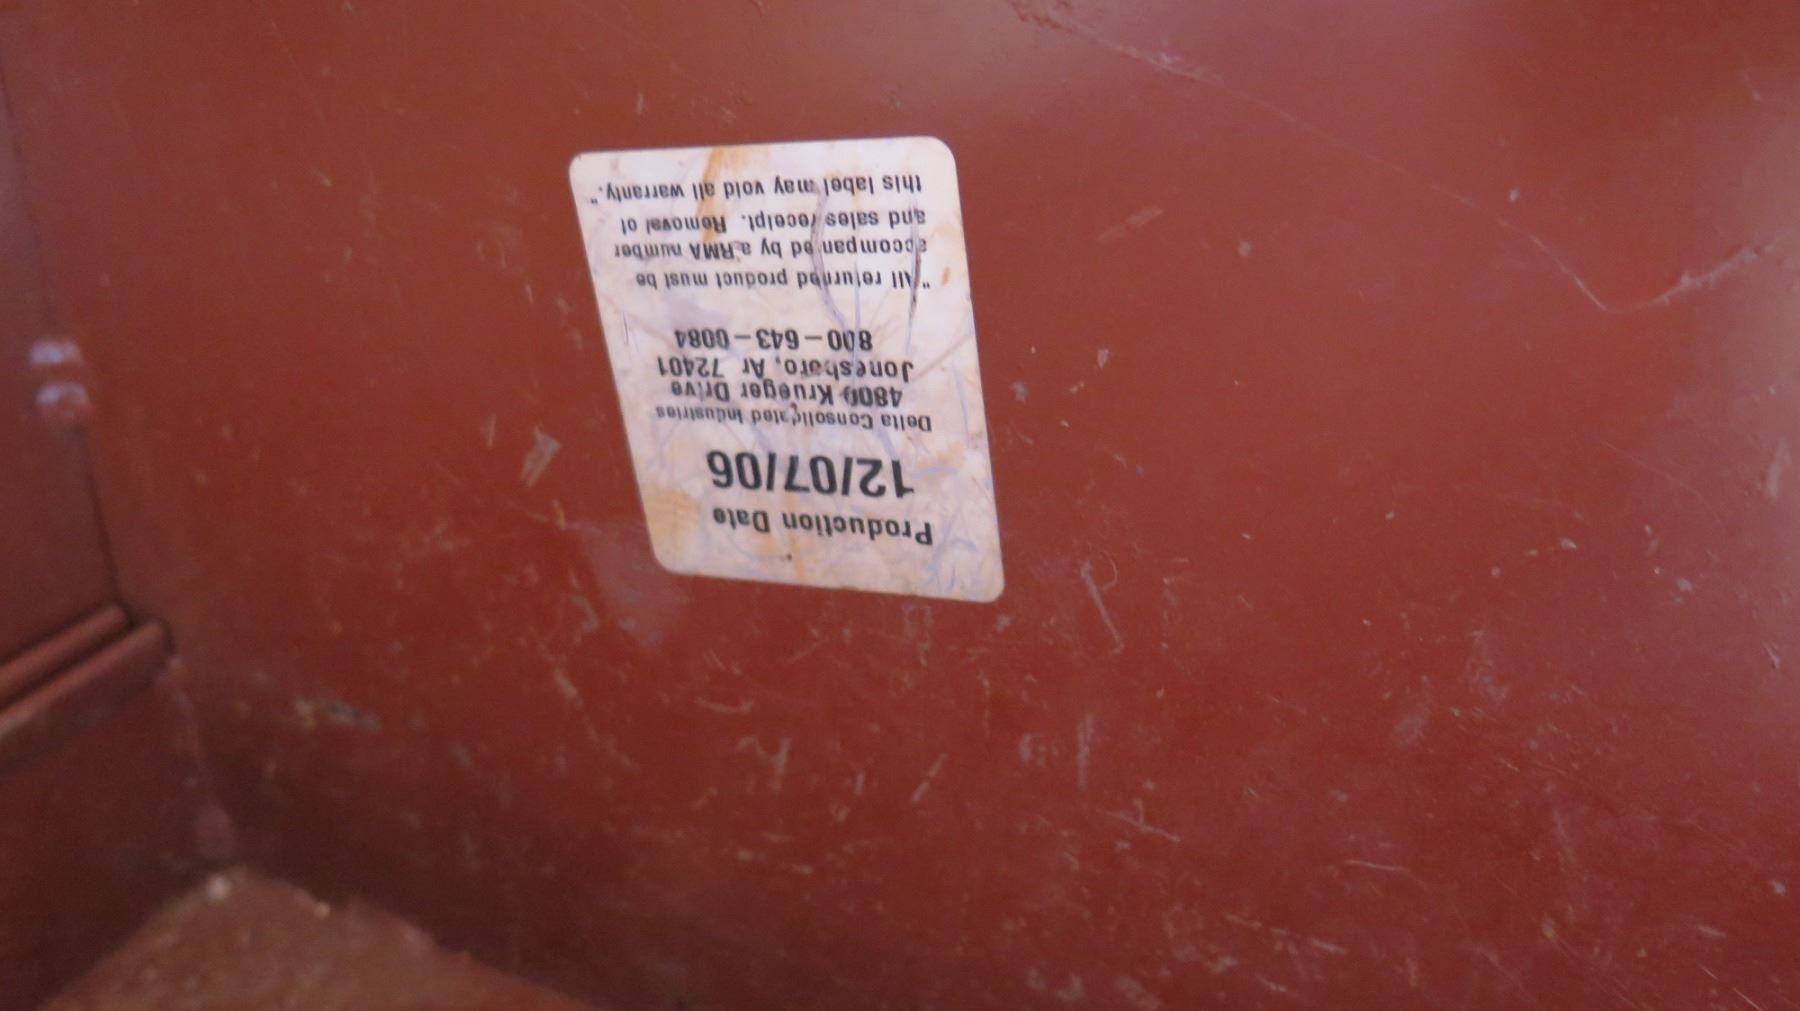 Production Date
12/07/06
Delta Consolidated Industries
4800 Krueger Drive
Jonesboro, Ar 72401
800-643-0084
"All returned product must be
accompanied by a RMA number
and sales receipt. Removal of
this label may void all warranty."